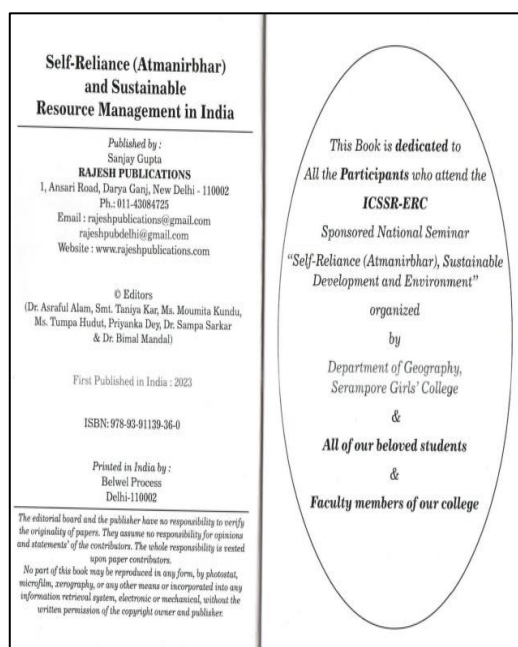 Self-Reliance (Atmanirbhar)
and Sustainable
Resource Management in India
Published by :
Sanjay Gupta
RAJESH PUBLICATIONS
1, Ansari Road, Darya Ganj, New Delhi - 110002
Ph.: 011-43084725
Email : rajeshpublications@gmail.com
rajeshpubdelhi@gmail.com
Website : www.rajeshpublications.com
© Editors
(Dr. Asraful Alam, Smt. Taniya Kar, Ms. Moumita Kundu,
Ms. Tumpa Hudut, Priyanka Dey, Dr. Sampa Sarkar
& Dr. Bimal Mandal)
First Published in India : 2023
ISBN: 978-93-91139-36-0
Printed in India by :
Belwel Process
Delhi-110002
The editorial board and the publisher have no responsibility to verify
the originality of papers. They assume no responsibility for opinions
and statements' of the contributors. The whole responsibility is vested
upon paper contributors.
No part of this book may be reproduced in any form, by photostat,
microfilm, xerography, or any other means or incorporated into any
information retrieval system, electronic or mechanical, without the
written permission of the copyright owner and publisher.
This Book is dedicated to
All the Participants who attend the
ICSSR-ERC
Sponsored National Seminar
"Self-Reliance (Atmanirbhar), Sustainable
Development and Environment"
organized
by
Department of Geography,
Serampore Girls' College
&
All of our beloved students
&
Faculty members of our college